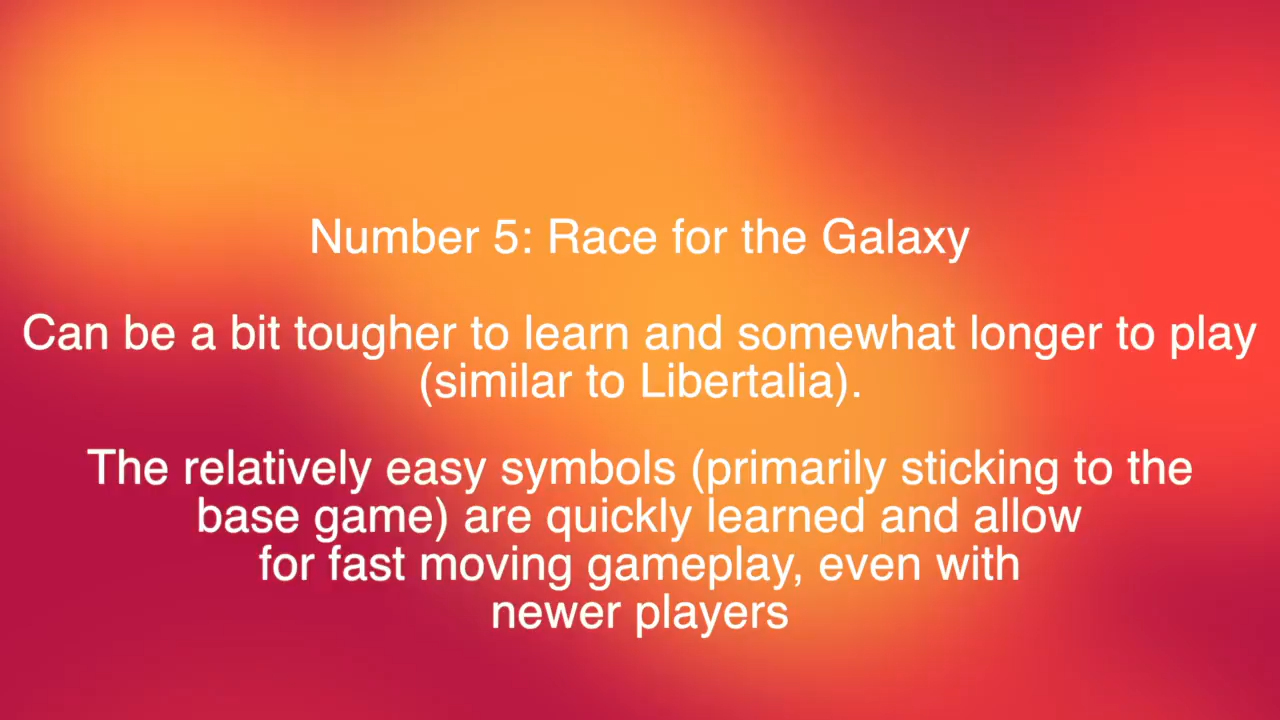 Number 5: Race for the Galaxy
Can be a bit tougher to learn and somewhat longer to play
(similar to Libertalia).
The relatively easy symbols (primarily sticking to the
base game) are quickly learned and allow
for fast moving gameplay, even with
newer players